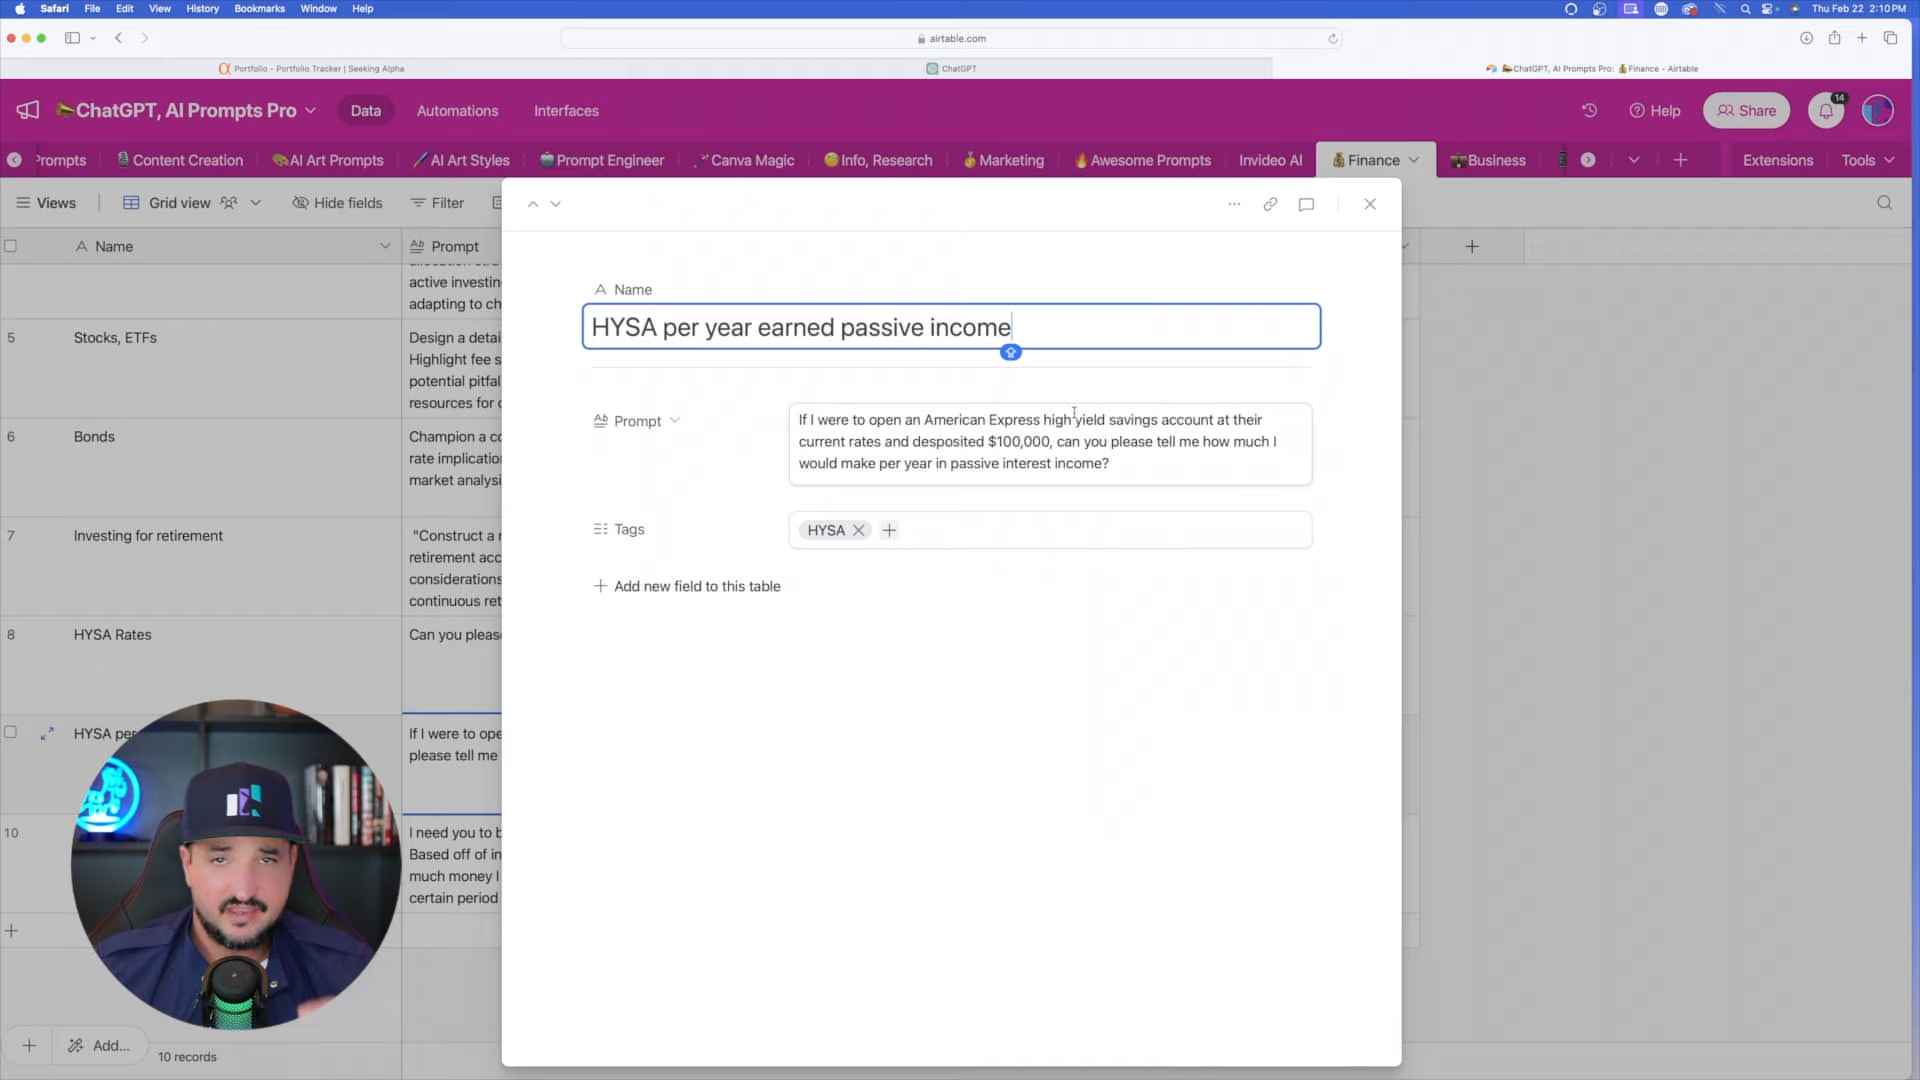 Safari File Edit View History Bookmarks Window Help Thu Feb 22 2:10 PM
airtable.com
Portfolio - Portfolio Tracker | Seeking Alpha ChatGPT ChatGPT, AI Prompts Pro: Finance - Airtable
ChatGPT, AI Prompts Pro Data Automations Interfaces Help Share 14
Prompts Content Creation AI Art Prompts AI Art Styles Prompt Engineer Canva Magic Info, Research Marketing Awesome Prompts Invideo AI Finance Business Extensions Tools
Views Grid view Hide fields Filter
Name Prompt
active investin
adapting to ch
5 Stocks, ETFs Design a detai
Highlight fee s
potential pitfal
resources for c
6 Bonds Champion a co
rate implication
market analysi
7 Investing for retirement "Construct a r
retirement acc
considerations
continuous ret
8 HYSA Rates Can you pleas
HYSA per If I were to ope
please tell me
10 I need you to b
Based off of in
much money I
certain period
Add... 10 records
Name
HYSA per year earned passive income
Prompt
If I were to open an American Express high yield savings account at their
current rates and desposited $100,000, can you please tell me how much I
would make per year in passive interest income?
Tags HYSA
Add new field to this table